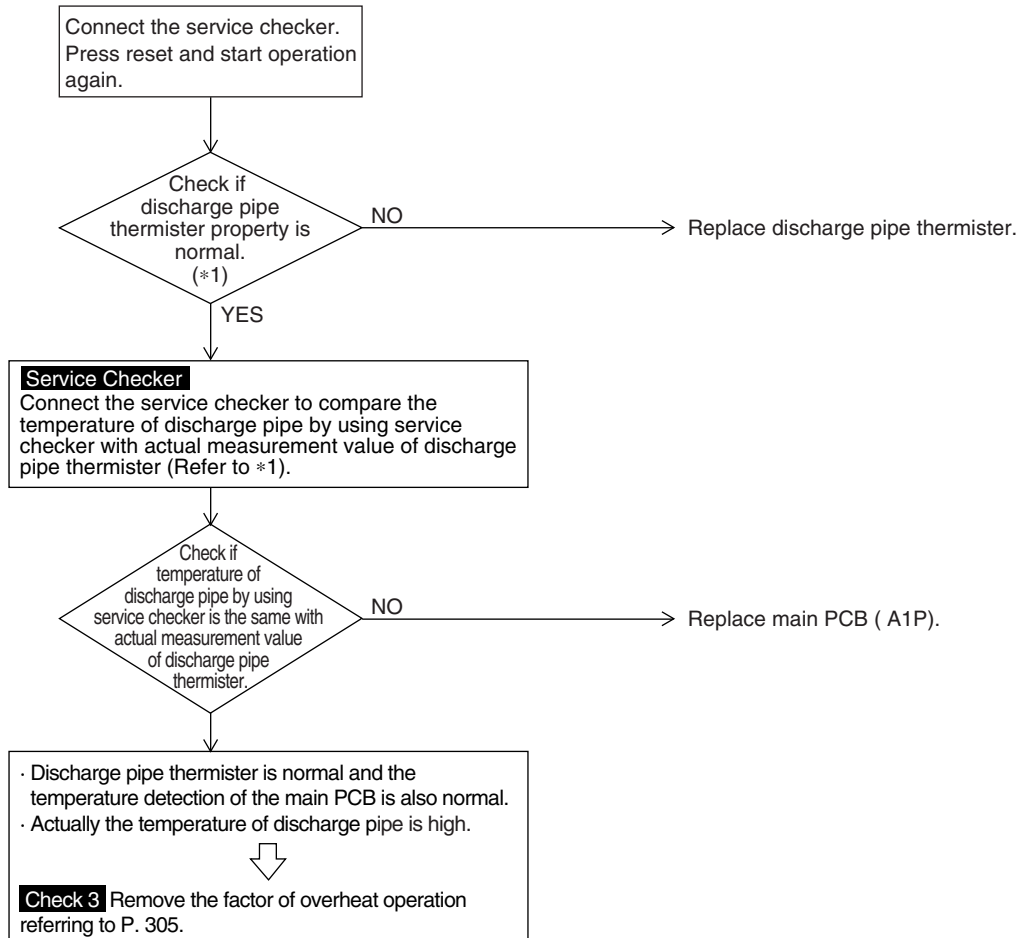 Connect the service checker.
Press reset and start operation
again.
Check if
discharge pipe
thermister property is
normal.
(*1)
NO
Replace discharge pipe thermister.
YES
Service Checker
Connect the service checker to compare the
temperature of discharge pipe by using service
checker with actual measurement value of discharge
pipe thermister (Refer to *1).
Check if
temperature of
discharge pipe by using
service checker is the same with
actual measurement value
of discharge pipe
thermister.
NO
Replace main PCB ( A1P).
· Discharge pipe thermister is normal and the
temperature detection of the main PCB is also normal.
· Actually the temperature of discharge pipe is high.
Check 3 Remove the factor of overheat operation
referring to P. 305.